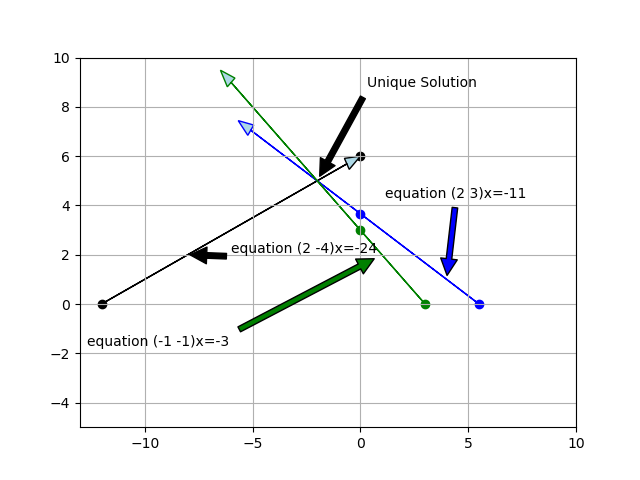 10
8
Unique Solution
6
equation (2 3)x=-11
4
equation (2 -4)x=-24
2
0
equation (-1 -1)x=-3
−2
−4
−10 −5 0 5 10